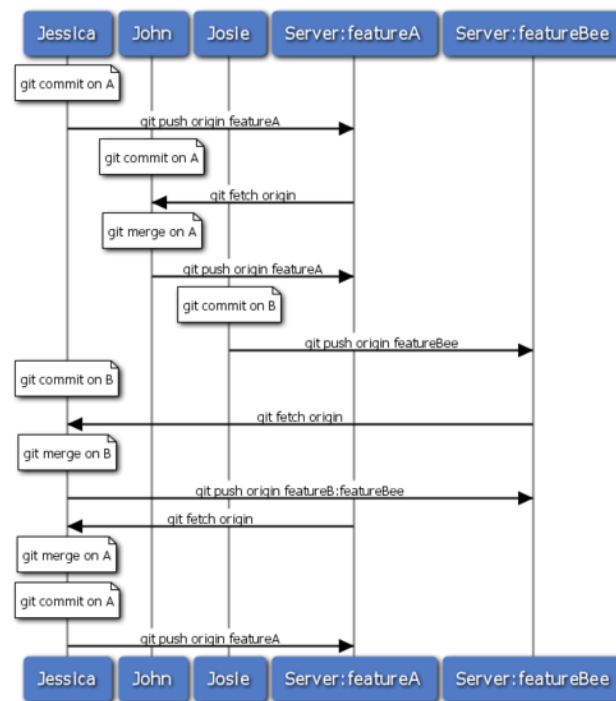 Jessica John Josie Server:featureA Server:featureBee
git commit on A
git push origin featureA
git commit on A
git fetch origin
git merge on A
git push origin featureA
git commit on B
git push origin featureBee
git commit on B
git fetch origin
git merge on B
git push origin featureB:featureBee
git fetch origin
git merge on A
git commit on A
git push origin featureA
Jessica John Josie Server:featureA Server:featureBee